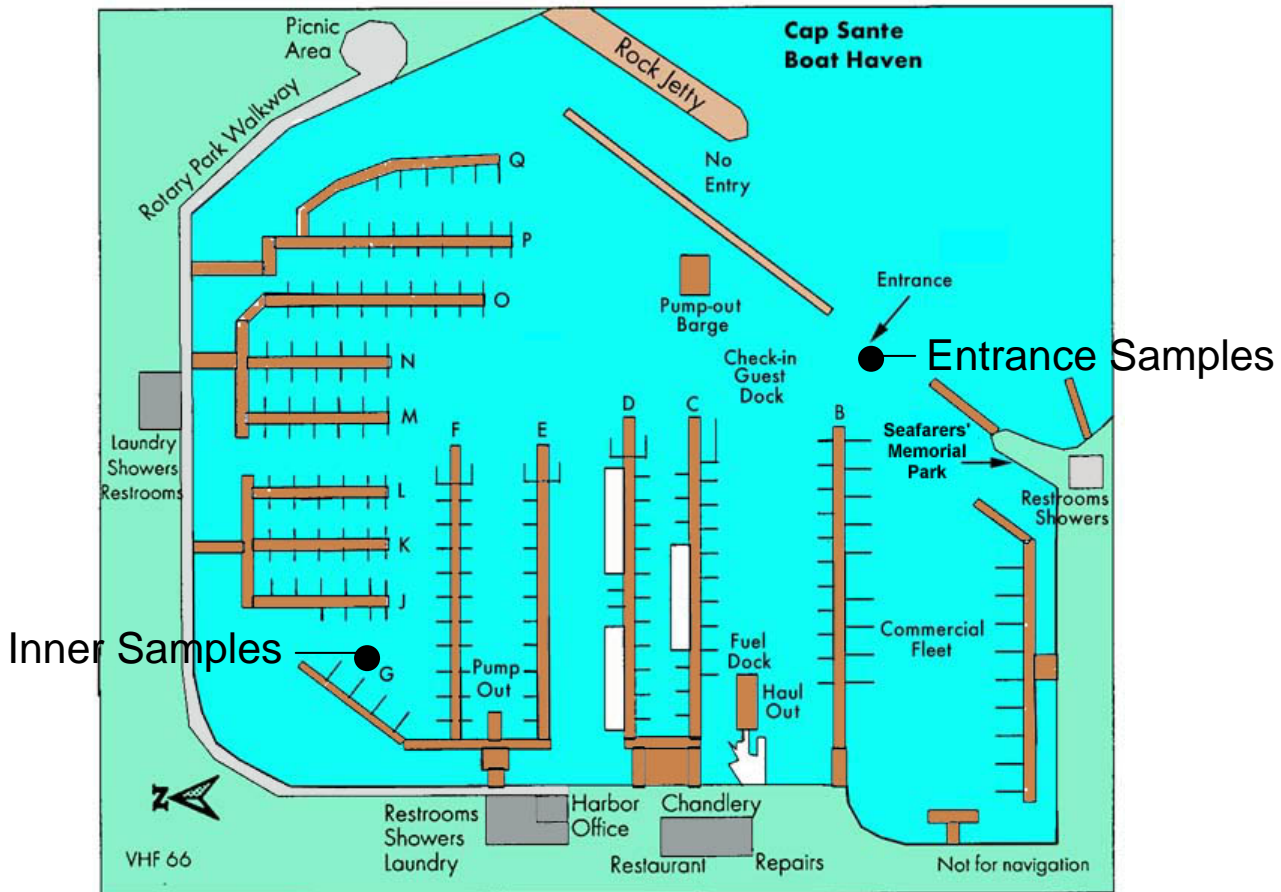 Picnic
Area
Cap Sante
Boat Haven
Rock Jetty
Rotary Park Walkway
No
Entry
Q
P
Entrance
O
Pump-out
Barge
Entrance Samples
N
Check-in
Guest
Dock
M
D
C
B
F
E
Seafarers'
Memorial
Park
Laundry
Showers
Restrooms
L
Restrooms
Showers
K
J
Inner Samples
G
Pump
Out
Fuel
Dock
Haul
Out
Commercial
Fleet
N
Restrooms
Showers
Laundry
Harbor
Office
Chandlery
Restaurant
Repairs
VHF 66
Not for navigation